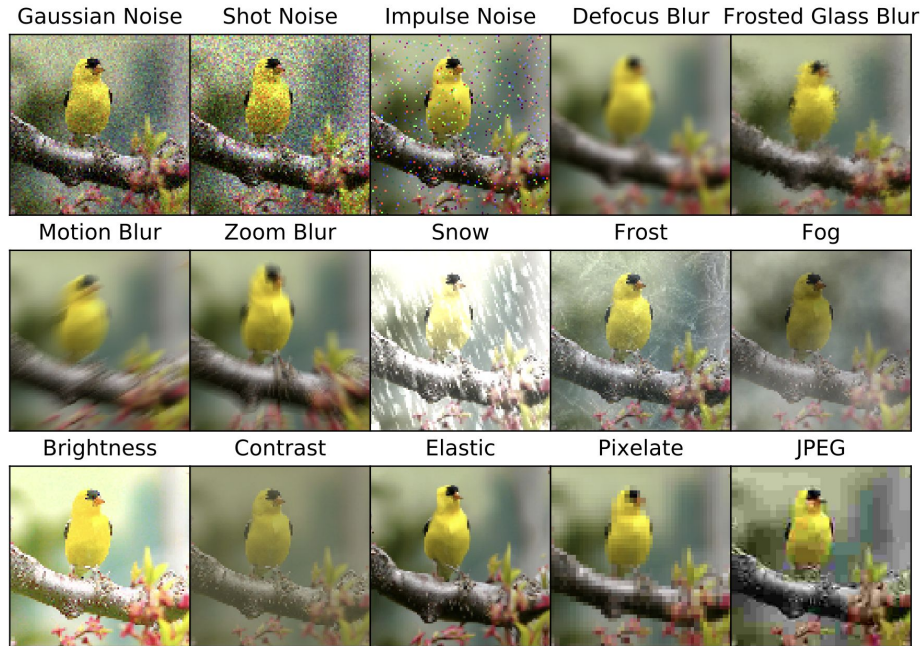 Gaussian Noise Shot Noise Impulse Noise Defocus Blur Frosted Glass Blur
Motion Blur Zoom Blur Snow Frost Fog
Brightness Contrast Elastic Pixelate JPEG